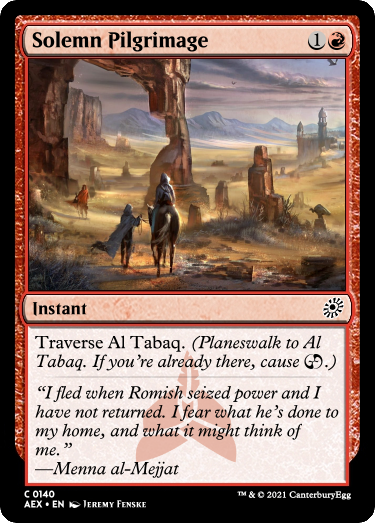 Solemn Pilgrimage 1
Instant
Traverse Al Tabaq. (Planeswalk to Al
Tabaq. If you're already there, cause .)
"I fled when Romish seized power and I
have not returned. I fear what he's done to
my home, and what it might think of
me."
—Menna al-Mejjat
C 0140
AEX • EN JEREMY FENSKE
™ & © 2021 CanterburyEgg